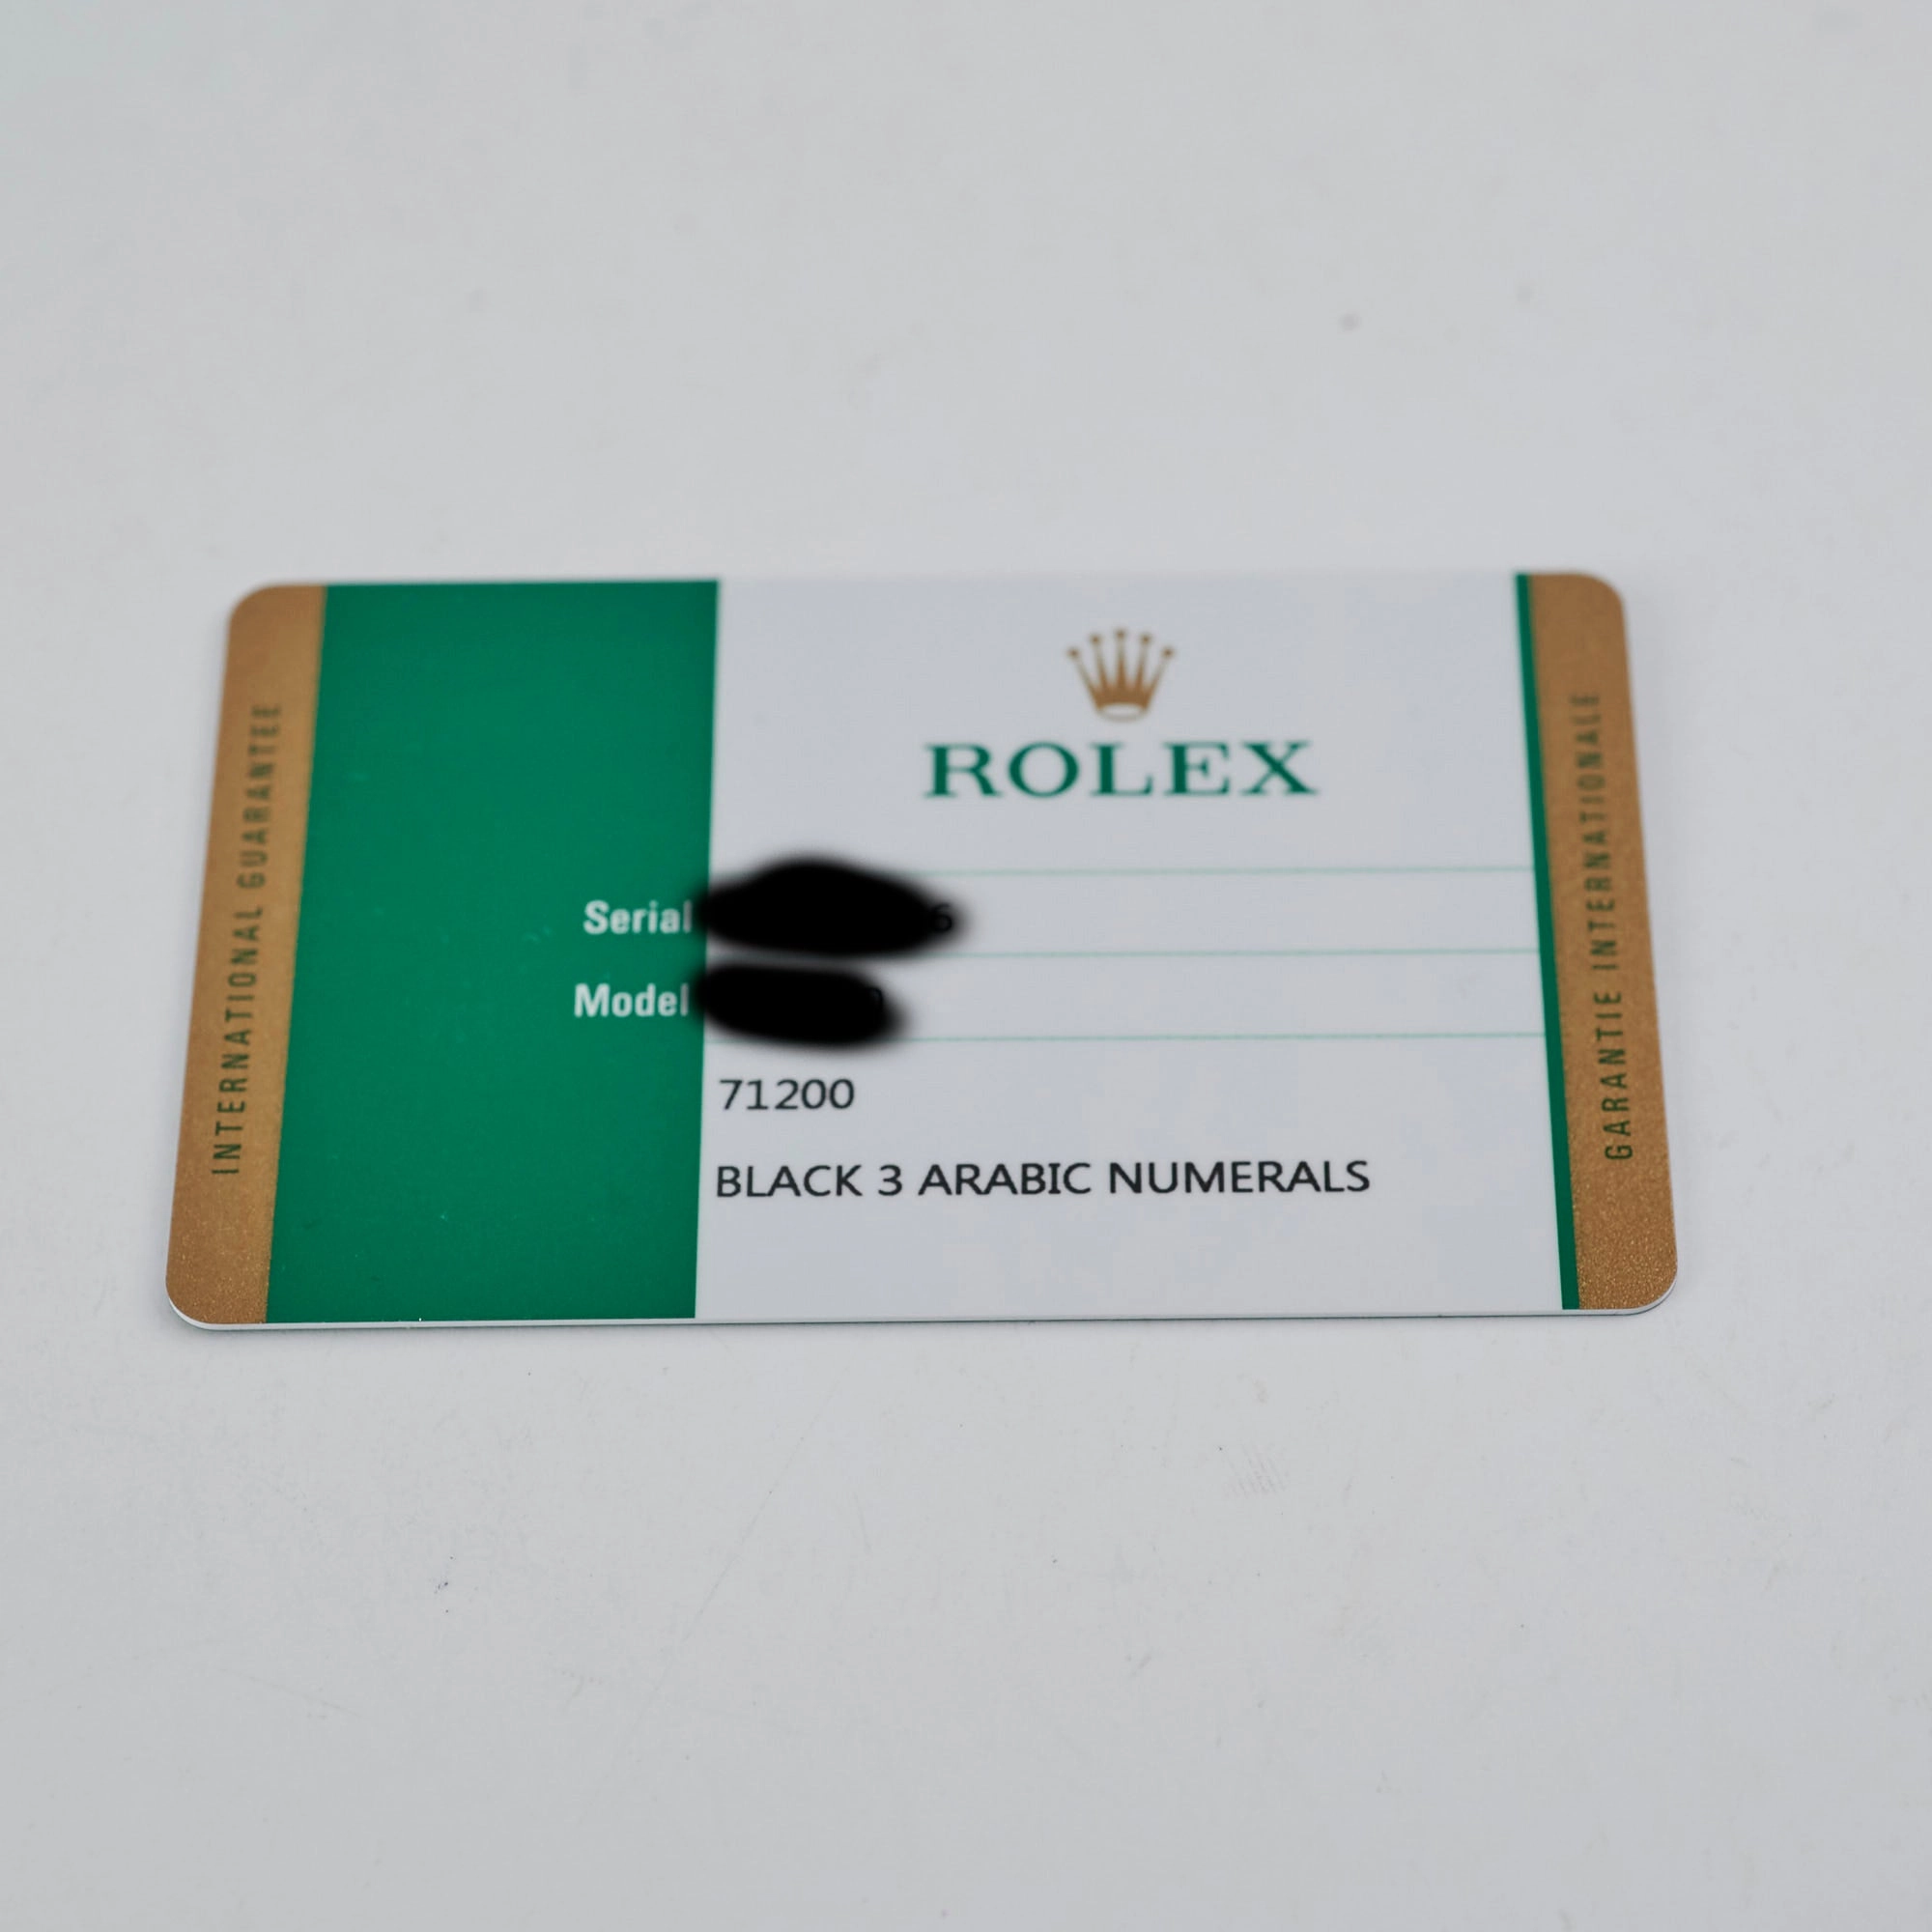 INTERNATIONAL GUARANTEE
ROLEX
Serial
Model
71200
BLACK 3 ARABIC NUMERALS
GARANTIE INTERNATIONALE